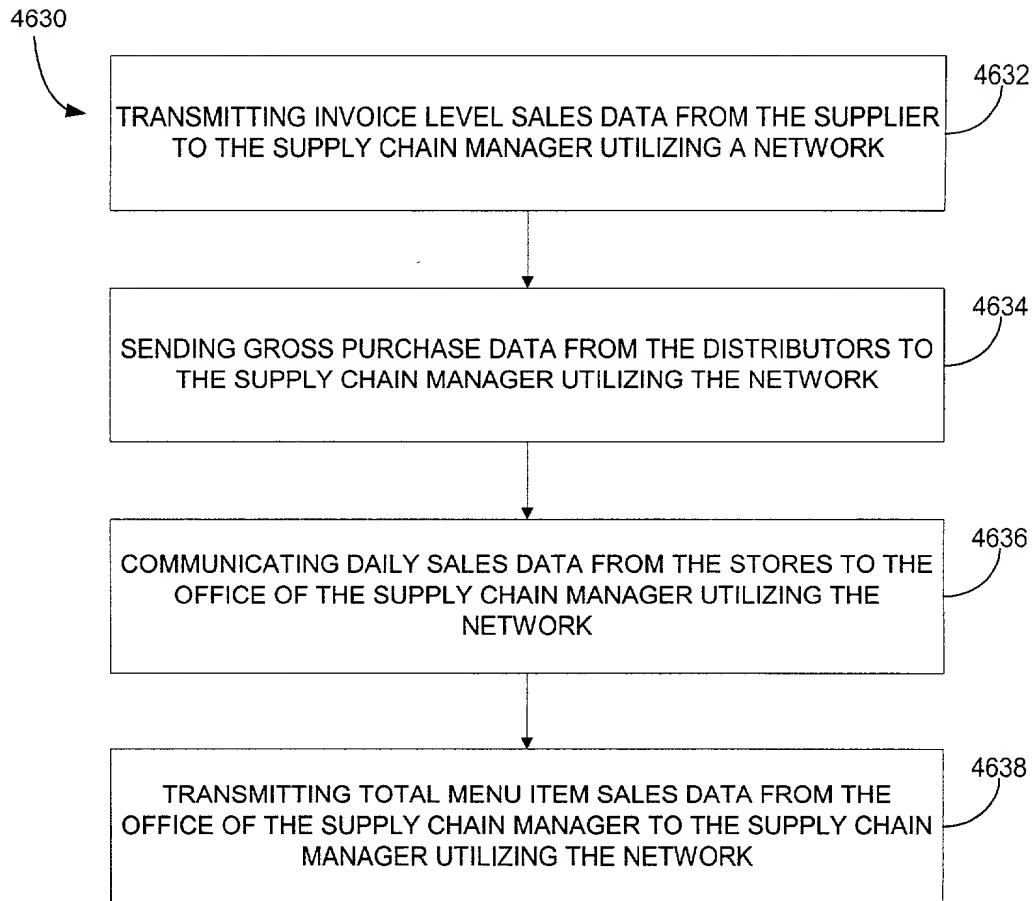 4630
4632
TRANSMITTING INVOICE LEVEL SALES DATA FROM THE SUPPLIER
TO THE SUPPLY CHAIN MANAGER UTILIZING A NETWORK
4634
SENDING GROSS PURCHASE DATA FROM THE DISTRIBUTORS TO
THE SUPPLY CHAIN MANAGER UTILIZING THE NETWORK
4636
COMMUNICATING DAILY SALES DATA FROM THE STORES TO THE
OFFICE OF THE SUPPLY CHAIN MANAGER UTILIZING THE
NETWORK
4638
TRANSMITTING TOTAL MENU ITEM SALES DATA FROM THE
OFFICE OF THE SUPPLY CHAIN MANAGER TO THE SUPPLY CHAIN
MANAGER UTILIZING THE NETWORK